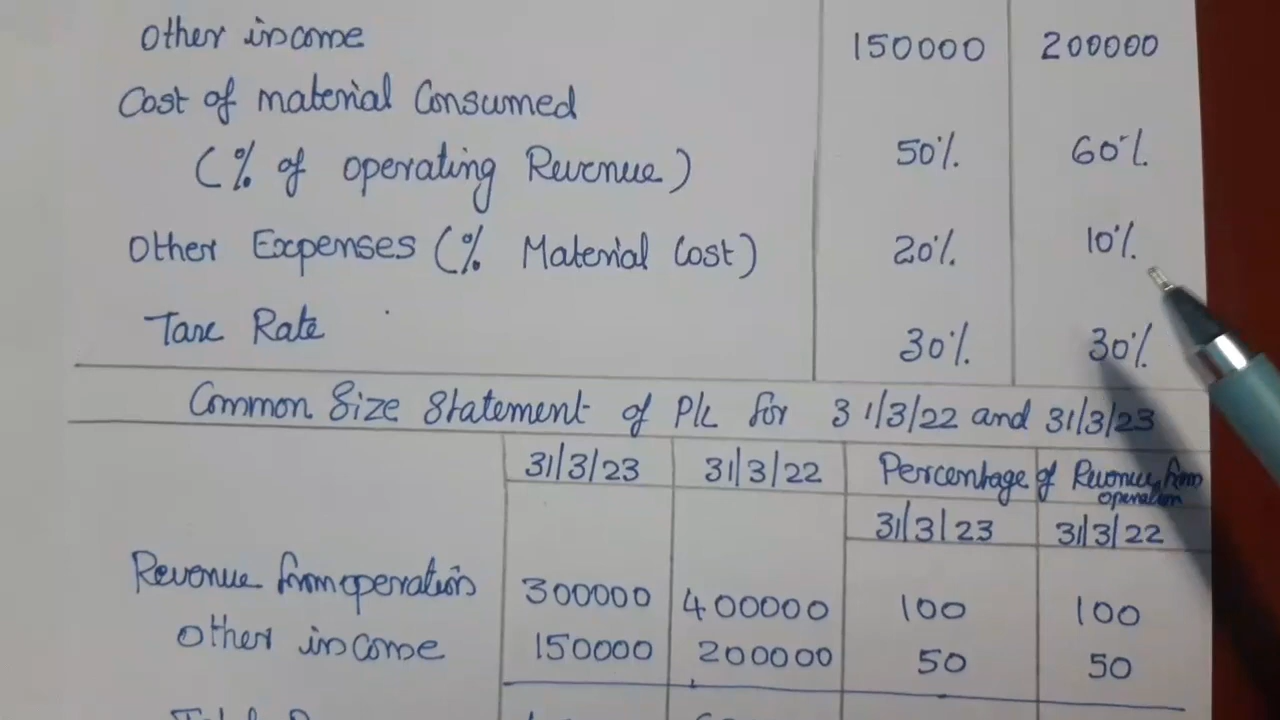 Other income 150000 200000
Cost of material Consumed
(% of operating Revenue) 50% 60%
Other Expenses (% Material Cost) 20% 10%
Tax Rate 30% 30%
Common Size Statement of P/L for 31/3/22 and 31/3/23
31/3/23 31/3/22 Percentage of Revenue from operation
31/3/23 31/3/22
Revenue from operation 300000 400000 100 100
Other income 150000 200000 50 50